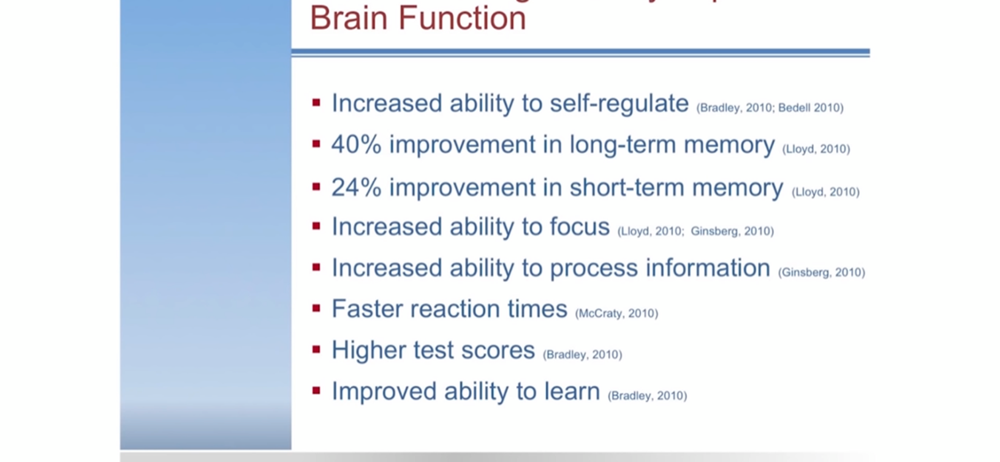 Brain Function
Increased ability to self-regulate (Bradley, 2010; Bedell 2010)
40% improvement in long-term memory (Lloyd, 2010)
24% improvement in short-term memory (Lloyd, 2010)
Increased ability to focus (Lloyd, 2010; Ginsberg, 2010)
Increased ability to process information (Ginsberg, 2010)
Faster reaction times (McCraty, 2010)
Higher test scores (Bradley, 2010)
Improved ability to learn (Bradley, 2010)